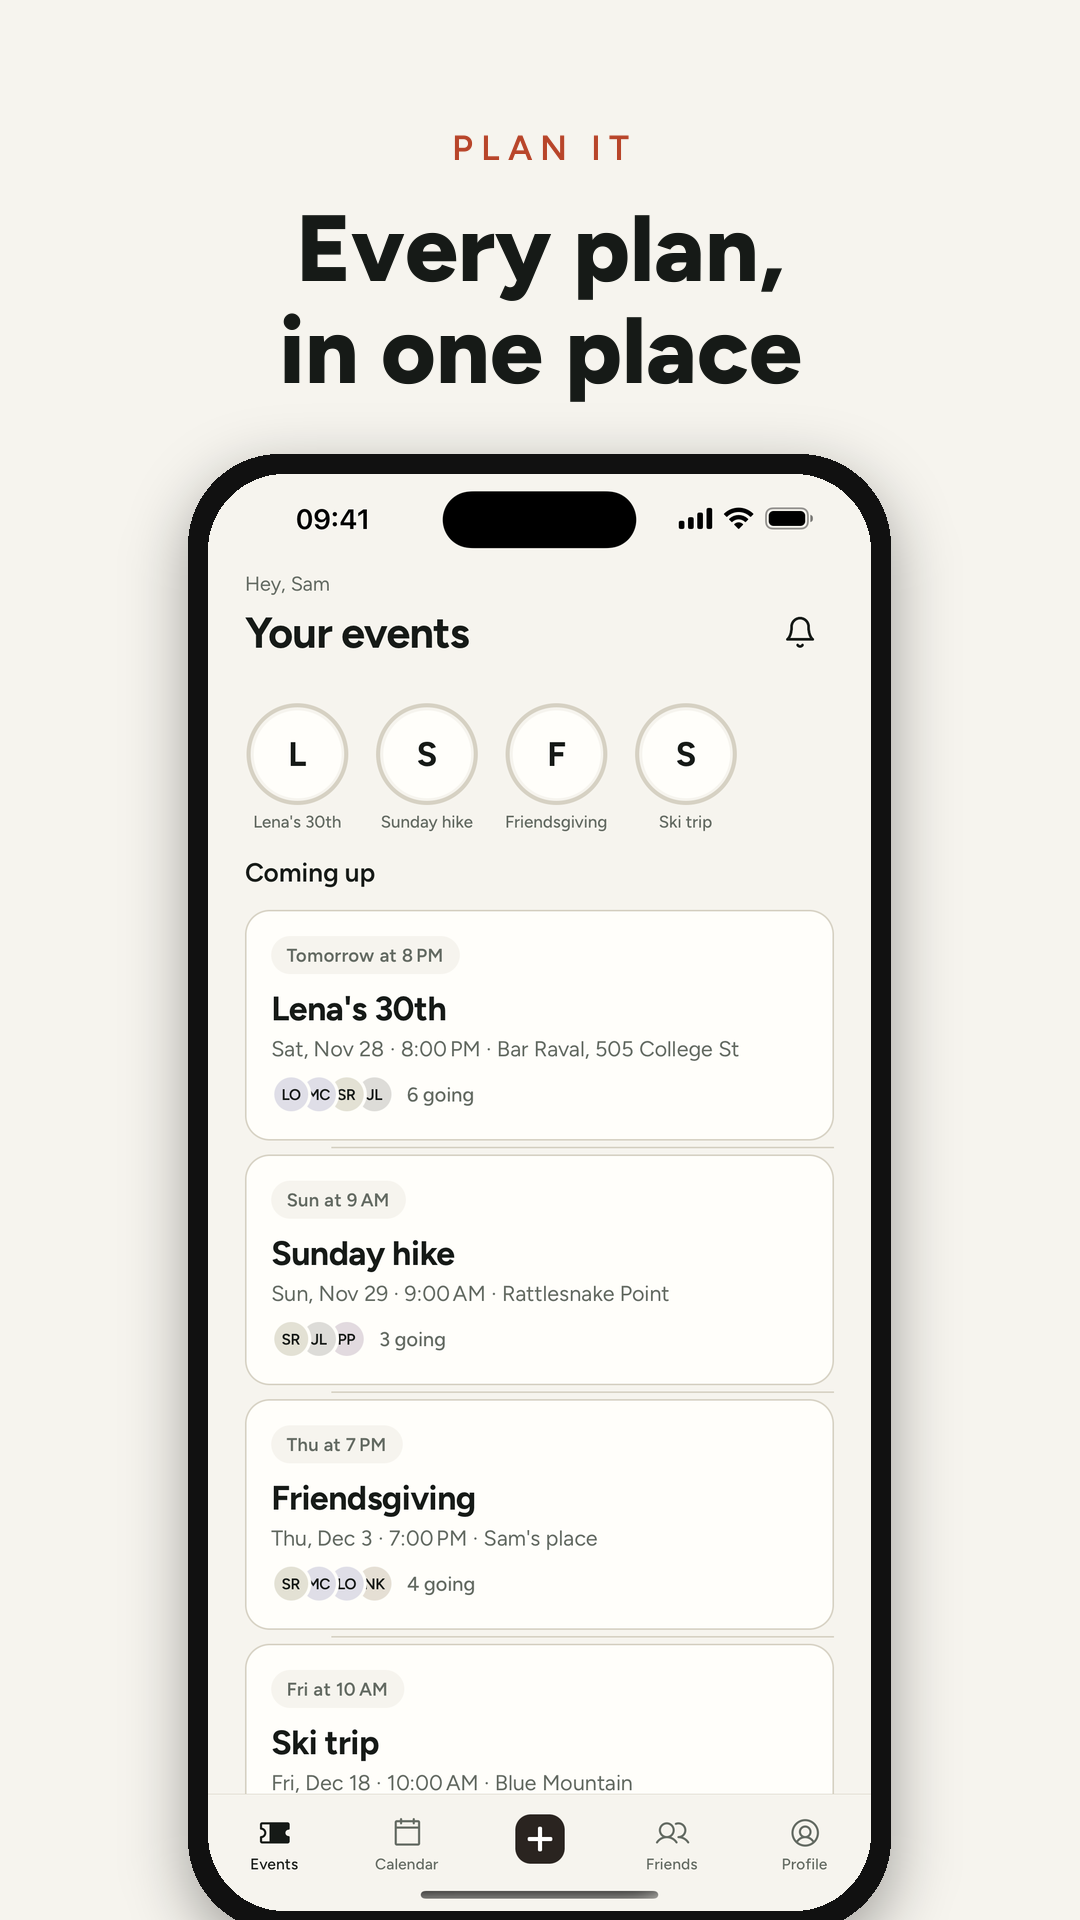 PLAN IT
Every plan,
in one place
09:41
Hey, Sam
Your events
L S F S
Lena's 30th Sunday hike Friendsgiving Ski trip
Coming up
Tomorrow at 8 PM
Lena's 30th
Sat, Nov 28 · 8:00 PM · Bar Raval, 505 College St
LO MC SR JL 6 going
Sun at 9 AM
Sunday hike
Sun, Nov 29 · 9:00 AM · Rattlesnake Point
SR JL PP 3 going
Thu at 7 PM
Friendsgiving
Thu, Dec 3 · 7:00 PM · Sam's place
SR MC LO NK 4 going
Fri at 10 AM
Ski trip
Fri, Dec 18 · 10:00 AM · Blue Mountain
Events Calendar Friends Profile